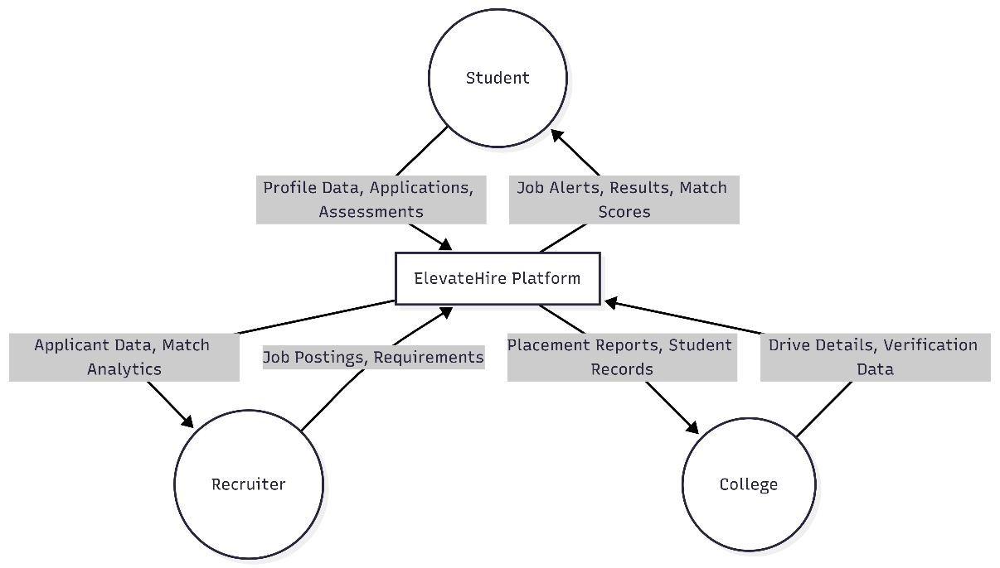 Student
Profile Data, Applications,
Assessments
Job Alerts, Results, Match
Scores
ElevateHire Platform
Applicant Data, Match
Analytics
Job Postings, Requirements
Placement Reports, Student
Records
Drive Details, Verification
Data
Recruiter
College